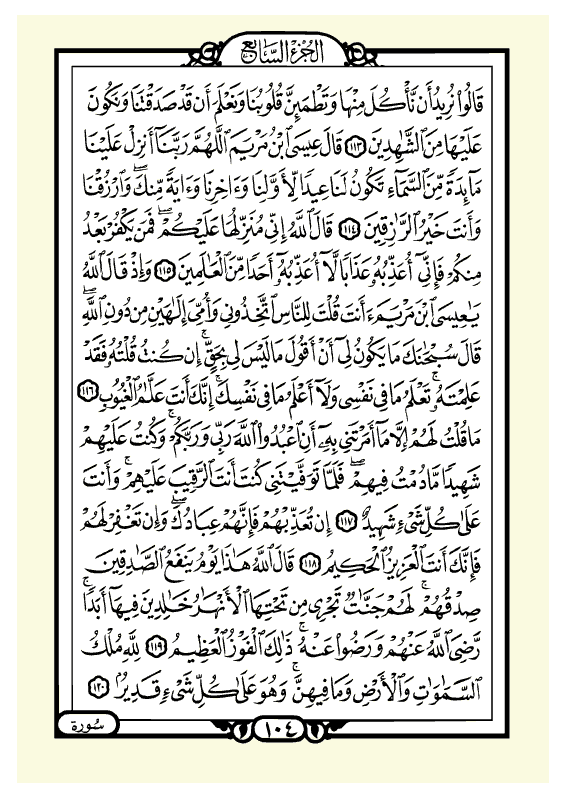 الجزء السابع
قَالُوا۟ نُرِيدُ أَن نَّأْكُلَ مِنْهَا وَتَطْمَئِنَّ قُلُوبُنَا وَنَعْلَمَ أَن قَدْ صَدَقْتَنَا وَنَكُونَ
عَلَيْهَا مِنَ ٱلشَّٰهِدِينَ ١١٣ قَالَ عِيسَى ٱبْنُ مَرْيَمَ ٱللَّهُمَّ رَبَّنَآ أَنزِلْ عَلَيْنَا
مَآئِدَةً مِّنَ ٱلسَّمَآءِ تَكُونُ لَنَا عِيدًا لِّأَوَّلِنَا وَءَاخِرِنَا وَءَايَةً مِّنكَ ۖ وَٱرْزُقْنَا
وَأَنتَ خَيْرُ ٱلرَّٰزِقِينَ ١١٤ قَالَ ٱللَّهُ إِنِّى مُنَزِّلُهَا عَلَيْكُمْ ۖ فَمَن يَكْفُرْ بَعْدُ
مِنكُمْ فَإِنِّىٓ أُعَذِّبُهُۥ عَذَابًا لَّآ أُعَذِّبُهُۥٓ أَحَدًا مِّنَ ٱلْعَٰلَمِينَ ١١٥ وَإِذْ قَالَ ٱللَّهُ
يَٰعِيسَى ٱبْنَ مَرْيَمَ ءَأَنتَ قُلْتَ لِلنَّاسِ ٱتَّخِذُونِى وَأُمِّىَ إِلَٰهَيْنِ مِن دُونِ ٱللَّهِ ۖ
قَالَ سُبْحَٰنَكَ مَا يَكُونُ لِىٓ أَنْ أَقُولَ مَا لَيْسَ لِى بِحَقٍّ ۚ إِن كُنتُ قُلْتُهُۥ فَقَدْ
عَلِمْتَهُۥ ۚ تَعْلَمُ مَا فِى نَفْسِى وَلَآ أَعْلَمُ مَا فِى نَفْسِكَ ۚ إِنَّكَ أَنتَ عَلَّٰمُ ٱلْغُيُوبِ ١١٦
مَا قُلْتُ لَهُمْ إِلَّا مَآ أَمَرْتَنِى بِهِۦٓ أَنِ ٱعْبُدُوا۟ ٱللَّهَ رَبِّى وَرَبَّكُمْ ۚ وَكُنتُ عَلَيْهِمْ
شَهِيدًا مَّا دُمْتُ فِيهِمْ ۖ فَلَمَّا تَوَفَّيْتَنِى كُنتَ أَنتَ ٱلرَّقِيبَ عَلَيْهِمْ ۚ وَأَنتَ
عَلَىٰ كُلِّ شَىْءٍ شَهِيدٌ ١١٧ إِن تُعَذِّبْهُمْ فَإِنَّهُمْ عِبَادُكَ ۖ وَإِن تَغْفِرْ لَهُمْ
فَإِنَّكَ أَنتَ ٱلْعَزِيزُ ٱلْحَكِيمُ ١١٨ قَالَ ٱللَّهُ هَٰذَا يَوْمُ يَنفَعُ ٱلصَّٰدِقِينَ
صِدْقُهُمْ ۚ لَهُمْ جَنَّٰتٌ تَجْرِى مِن تَحْتِهَا ٱلْأَنْهَٰرُ خَٰلِدِينَ فِيهَآ أَبَدًا ۚ
رَّضِىَ ٱللَّهُ عَنْهُمْ وَرَضُوا۟ عَنْهُ ۚ ذَٰلِكَ ٱلْفَوْزُ ٱلْعَظِيمُ ١١٩ لِلَّهِ مُلْكُ
ٱلسَّمَٰوَٰتِ وَٱلْأَرْضِ وَمَا فِيهِنَّ ۚ وَهُوَ عَلَىٰ كُلِّ شَىْءٍ قَدِيرٌۢ ١٢٠
١٠٤
سُورة